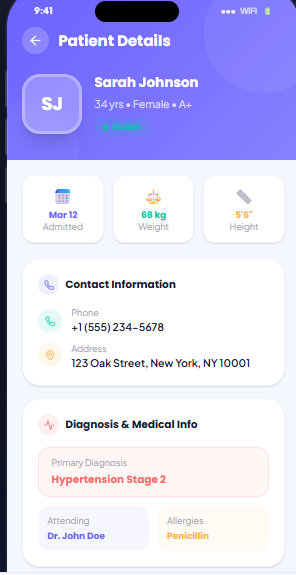 9:41
WiFi
Patient Details
SJ
Sarah Johnson
34 yrs • Female • A+
Mar 12
Admitted
68 kg
Weight
5'6"
Height
Contact Information
Phone
+1 (555) 234-5678
Address
123 Oak Street, New York, NY 10001
Diagnosis & Medical Info
Primary Diagnosis
Hypertension Stage 2
Attending
Dr. John Doe
Allergies
Penicillin